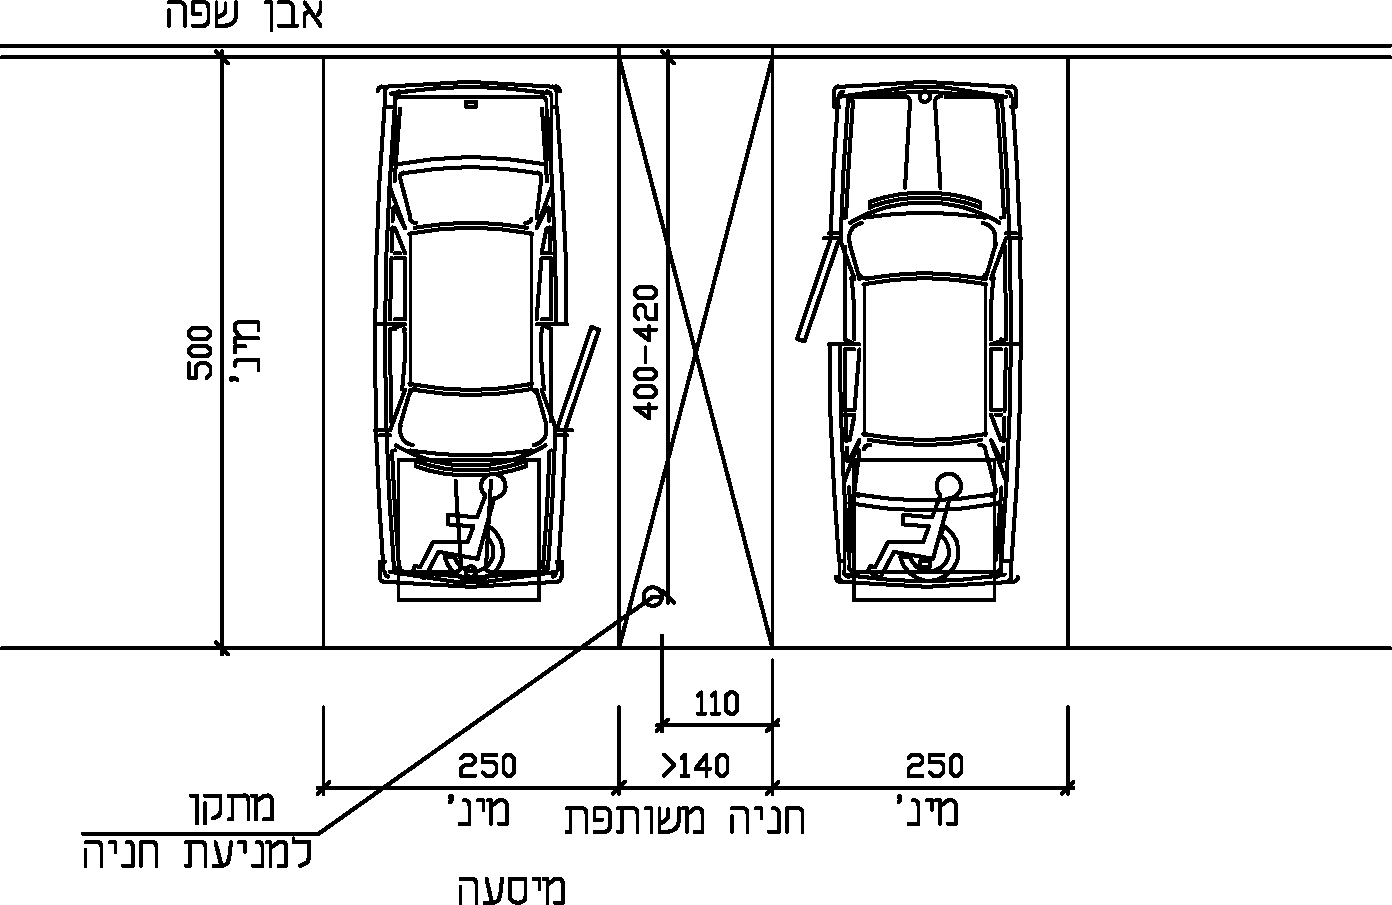 אבן שפה
500
מינ'
400-420
110
250
>140
250
מינ'
חניה משותפת
מינ'
מתקן
למניעת חניה
מיסעה